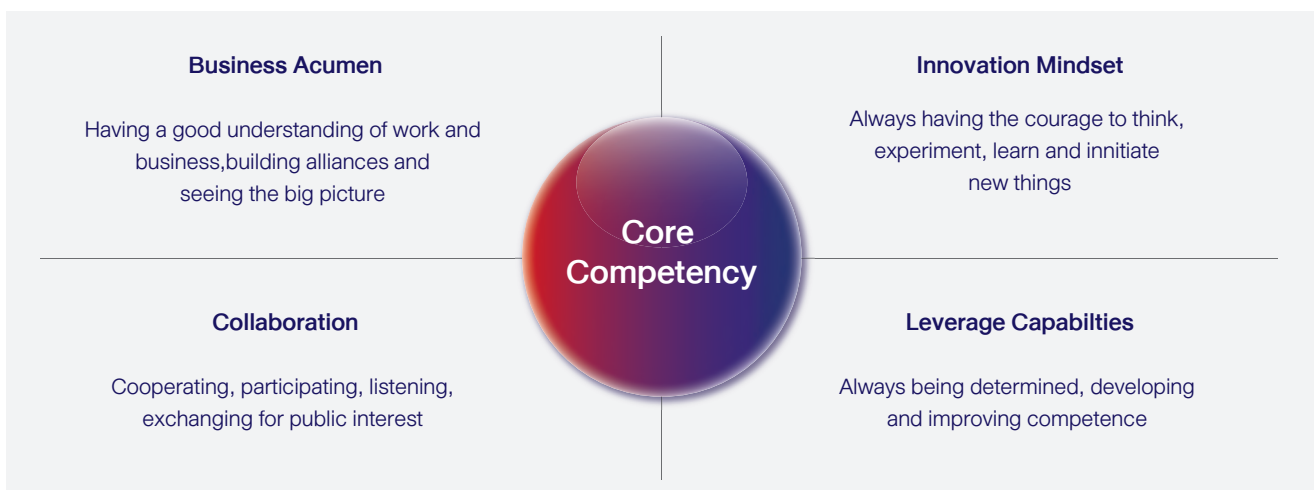 Business Acumen
Having a good understanding of work and
business,building alliances and
seeing the big picture
Innovation Mindset
Always having the courage to think,
experiment, learn and innitiate
new things
Core
Competency
Collaboration
Cooperating, participating, listening,
exchanging for public interest
Leverage Capabilties
Always being determined, developing
and improving competence